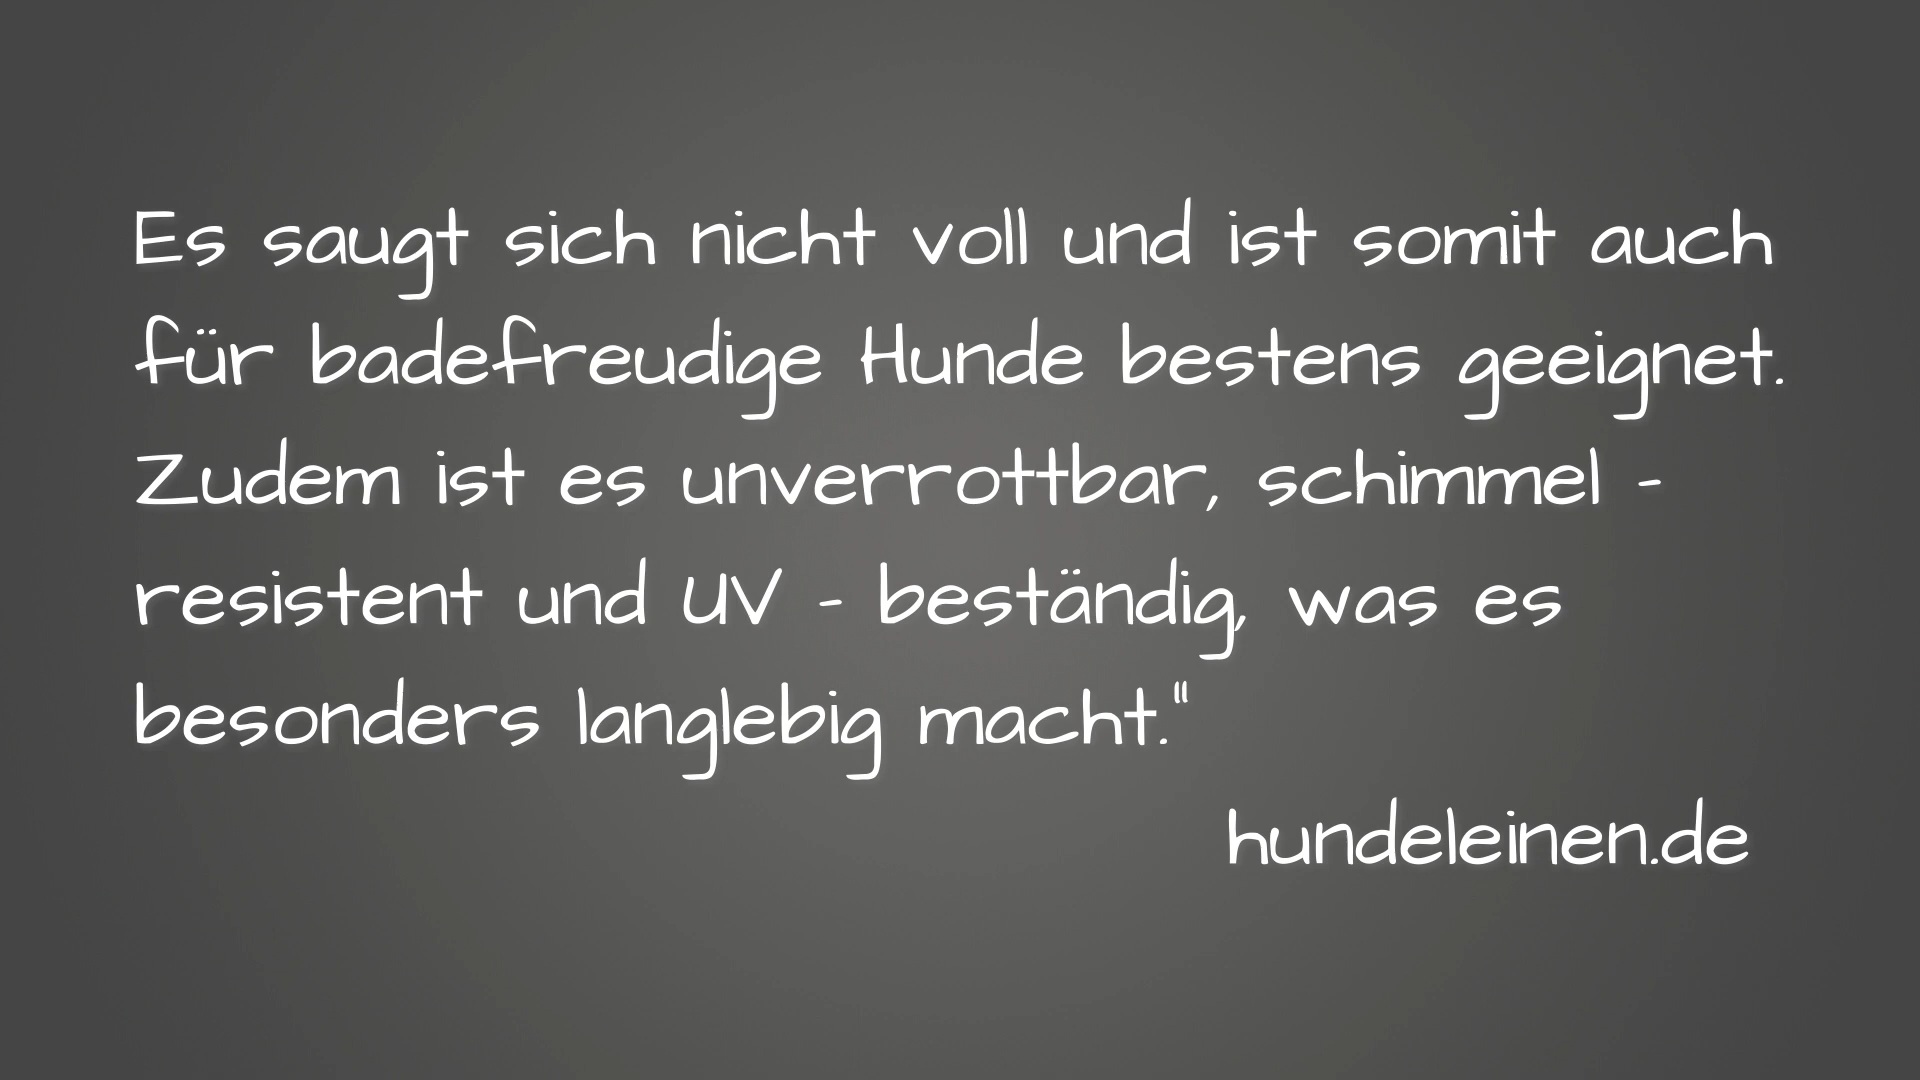 Es saugt sich nicht voll und ist somit auch
für badefreudige Hunde bestens geeignet.
Zudem ist es unverrottbar, schimmel -
resistent und UV - beständig, was es
besonders langlebig macht."
hundeleinen.de